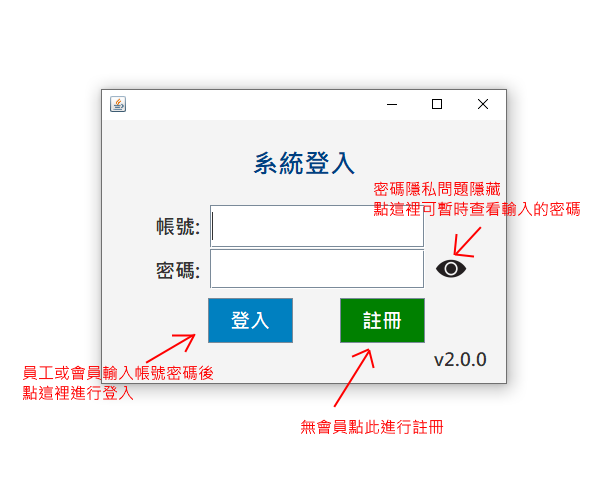 系統登入
密碼隱私問題隱藏
點這裡可暫時查看輸入的密碼
帳號:
密碼:
登入
註冊
v2.0.0
員工或會員輸入帳號密碼後
點這裡進行登入
無會員點此進行註冊